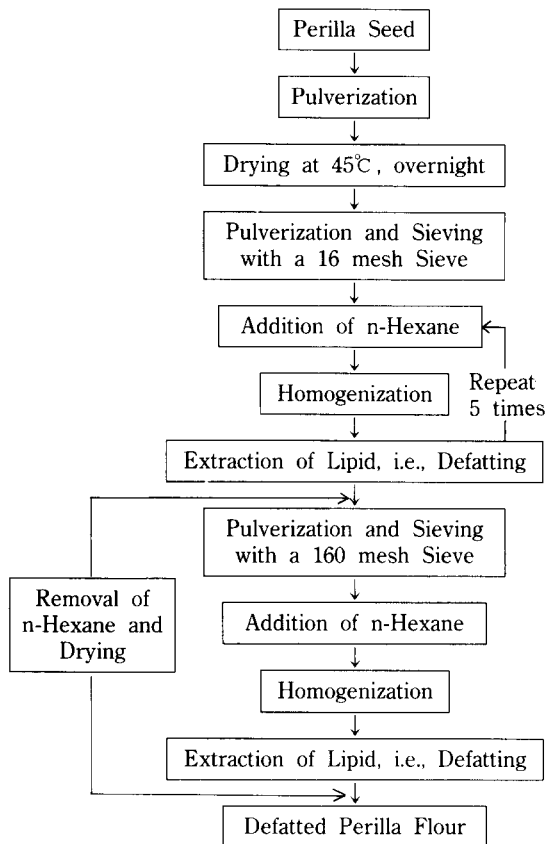 Perilla Seed
Pulverization
Drying at 45℃, overnight
Pulverization and Sieving
with a 16 mesh Sieve
Addition of n-Hexane
Repeat
5 times
Homogenization
Extraction of Lipid, i.e., Defatting
Pulverization and Sieving
with a 160 mesh Sieve
Removal of
n-Hexane and
Drying
Addition of n-Hexane
Homogenization
Extraction of Lipid, i.e., Defatting
Defatted Perilla Flour